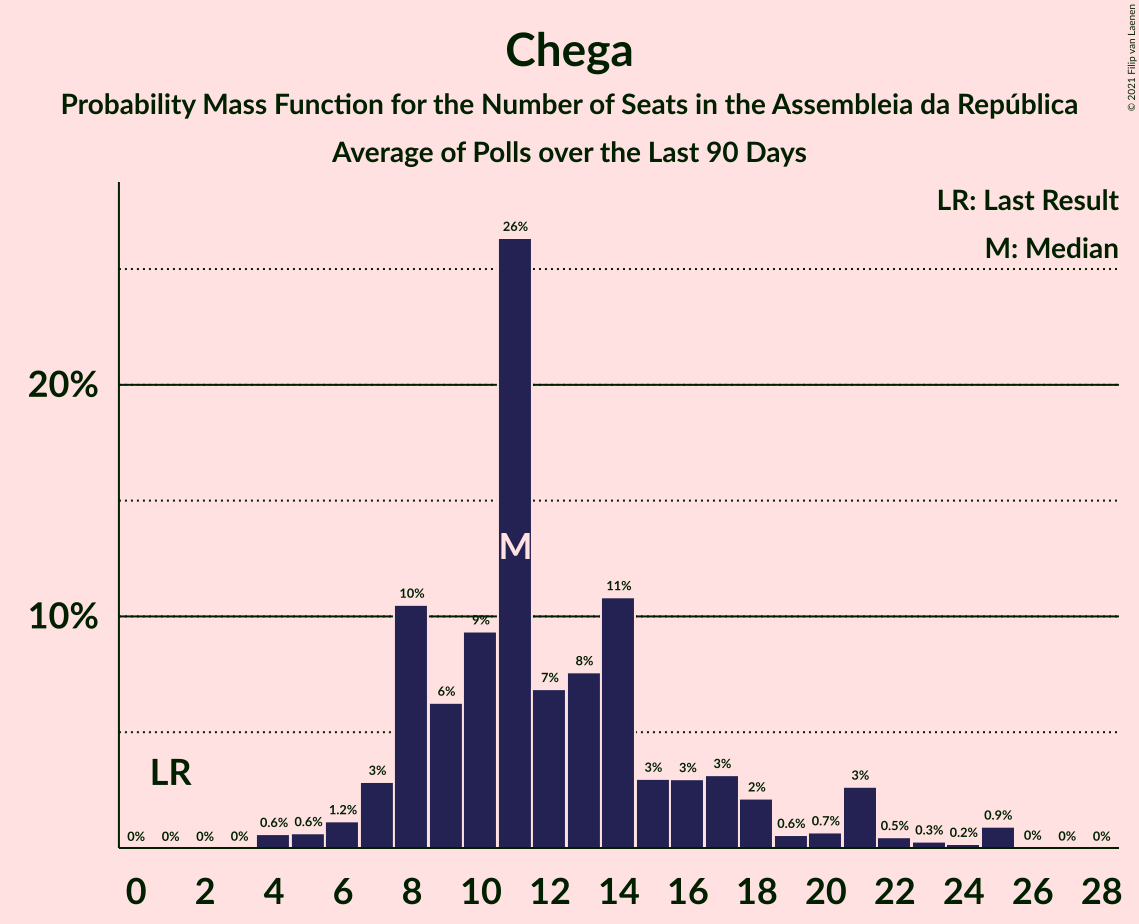 © 2021 Filip van Laenen
Chega
Probability Mass Function for the Number of Seats in the Assembleia da República
Average of Polls over the Last 90 Days
LR: Last Result
M: Median
20%
10%
26%
10%
9%
11%
6%
7%
8%
M
LR
0% 0% 0% 0% 0.6% 0.6% 1.2% 3% 3% 3% 3% 2% 0.6% 0.7% 3% 0.5% 0.3% 0.2% 0.9% 0% 0% 0%
0 2 4 6 8 10 12 14 16 18 20 22 24 26 28